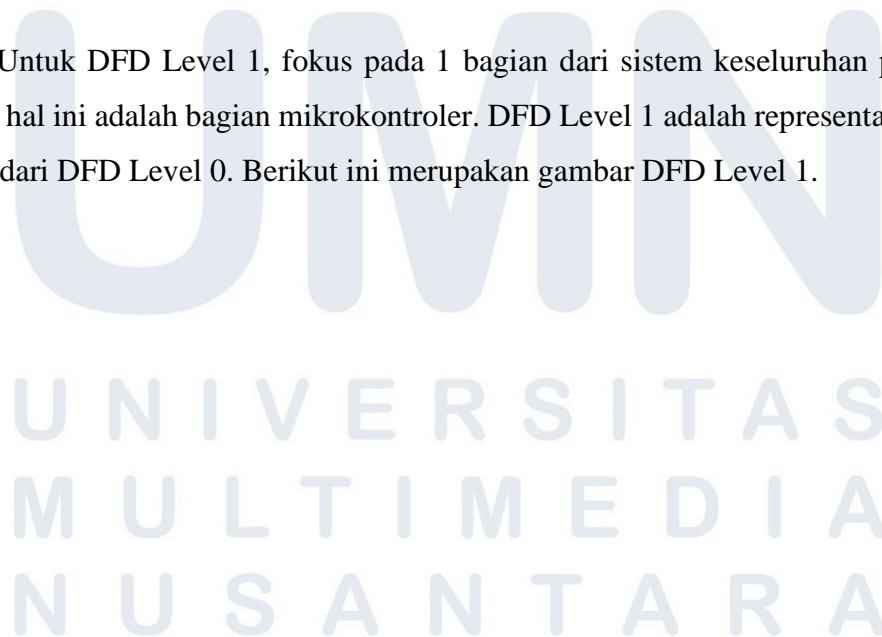 Untuk DFD Level 1, fokus pada 1 bagian dari sistem keseluruhan
hal ini adalah bagian mikrokontroler. DFD Level 1 adalah
dari DFD Level 0. Berikut ini merupakan gambar DFD Level 1.
UMN
UNIVERSITAS
MULTIMEDIA
NUSANTARA